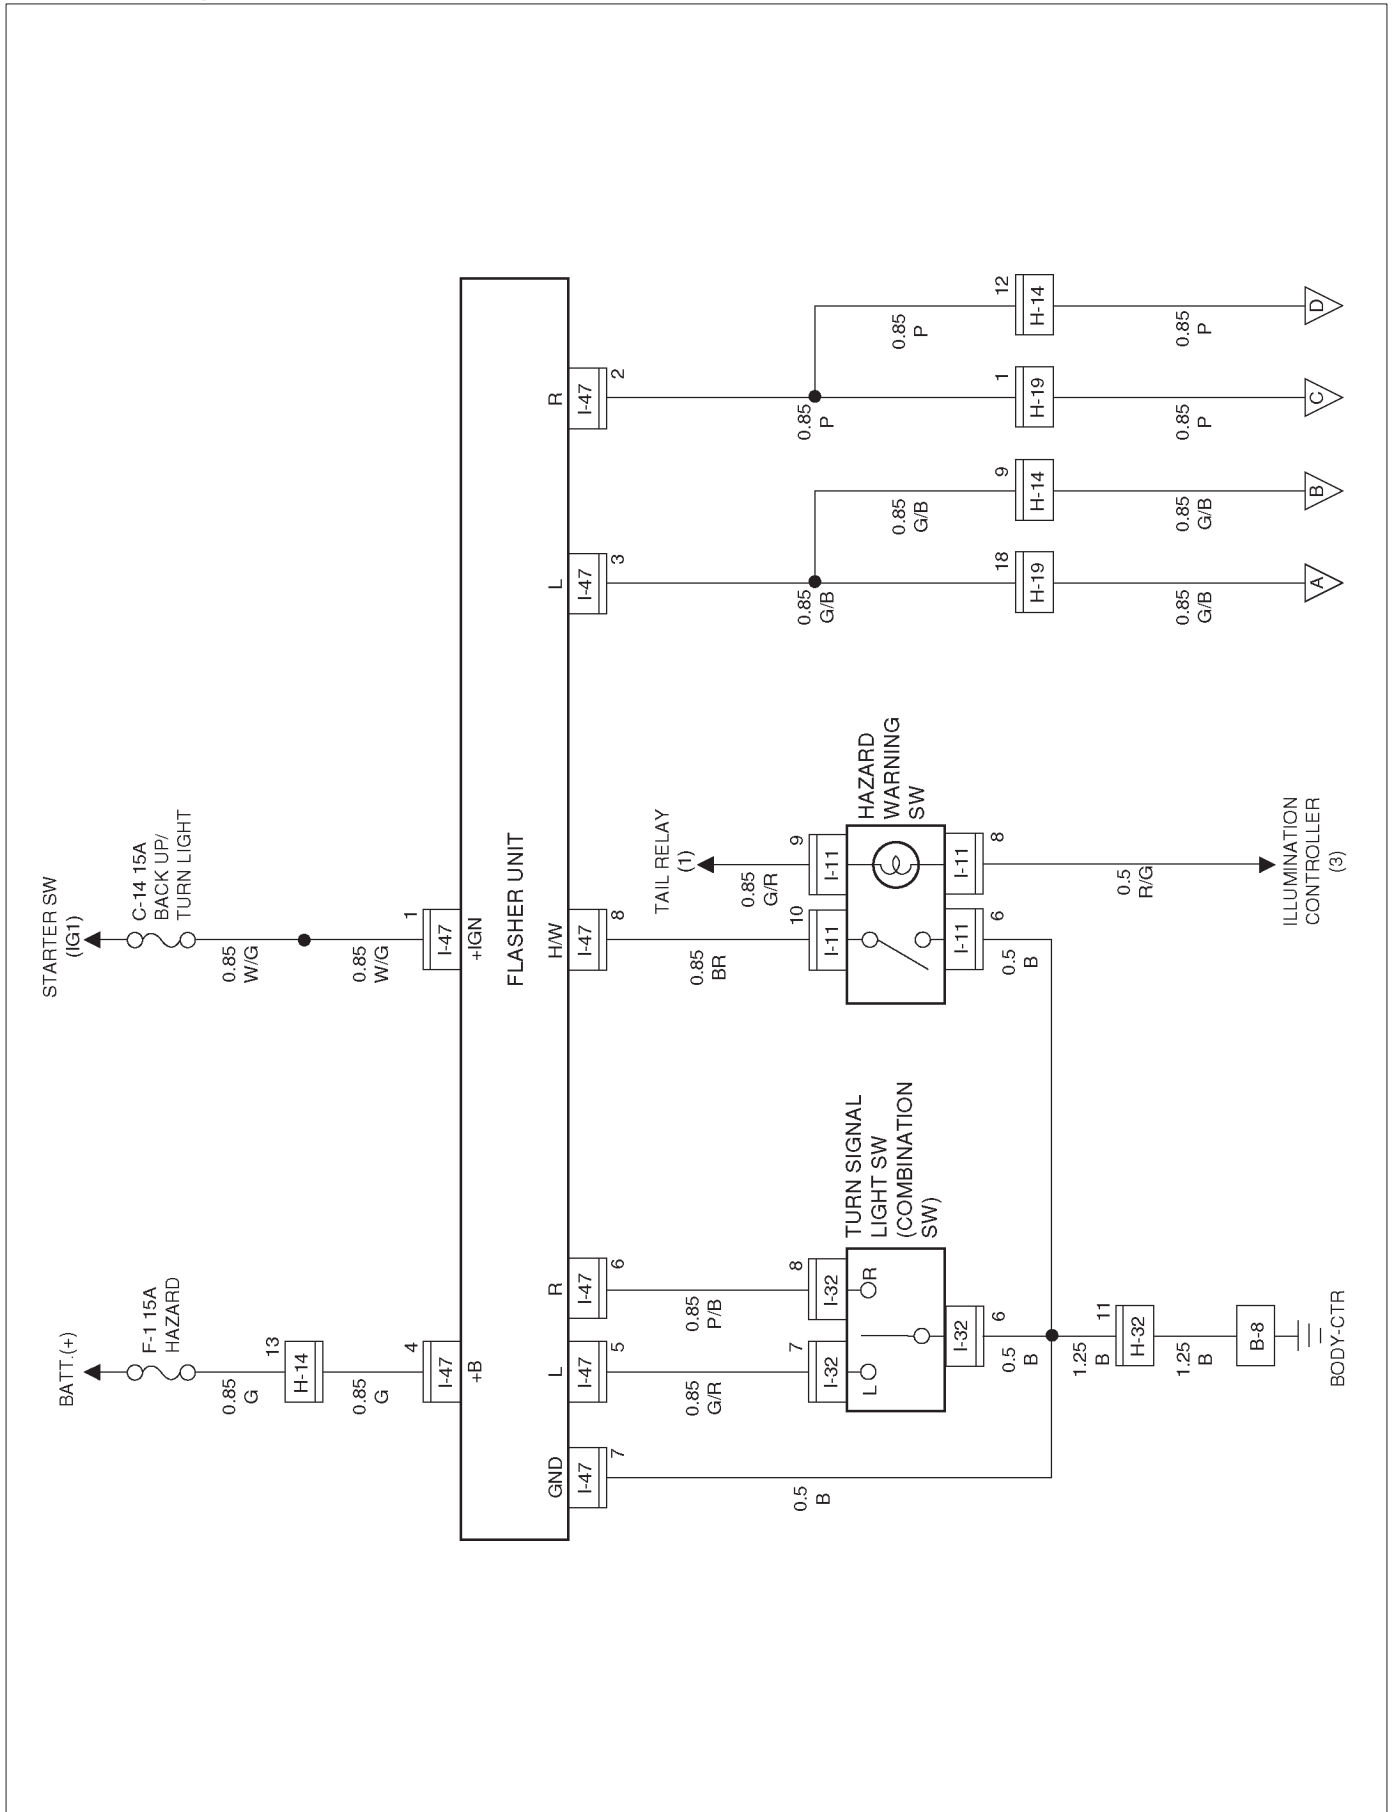 BATT.(+)
STARTER SW
(IG1)
F-1 15A
HAZARD
C-14 15A
BACK UP/
TURN LIGHT
0.85
G
0.85
W/G
13
H-14
0.85
G
0.85
W/G
4
I-47
+B
1
I-47
+IGN
FLASHER UNIT
GND
I-47
7
L
I-47
5
R
I-47
6
H/W
I-47
8
L
I-47
3
R
I-47
2
0.5
B
0.85
G/R
0.85
P/B
0.85
BR
TAIL RELAY
(1)
0.85
G/R
0.85
G/B
0.85
G/B
0.85
P
0.85
P
7
I-32
8
I-32
L
R
I-32
6
TURN SIGNAL
LIGHT SW
(COMBINATION
SW)
10
I-11
9
I-11
I-11
6
I-11
8
HAZARD
WARNING
SW
0.5
B
0.5
B
0.5
R/G
18
H-19
9
H-14
1
H-19
12
H-14
1.25
B
11
H-32
1.25
B
B-8
BODY-CTR
ILLUMINATION
CONTROLLER
(3)
0.85
G/B
0.85
G/B
0.85
P
0.85
P
A
B
C
D